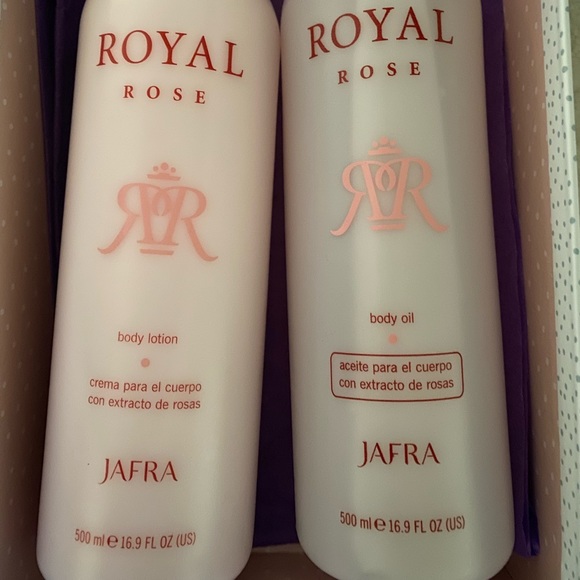 ROYAL
ROSE
body lotion
crema para el cuerpo
con extracto de rosas
JAFRA
500 ml e 16.9 FL OZ (US)
ROYAL
ROSE
body oil
aceite para el cuerpo
con extracto de rosas
JAFRA
500 ml e 16.9 FL OZ (US)